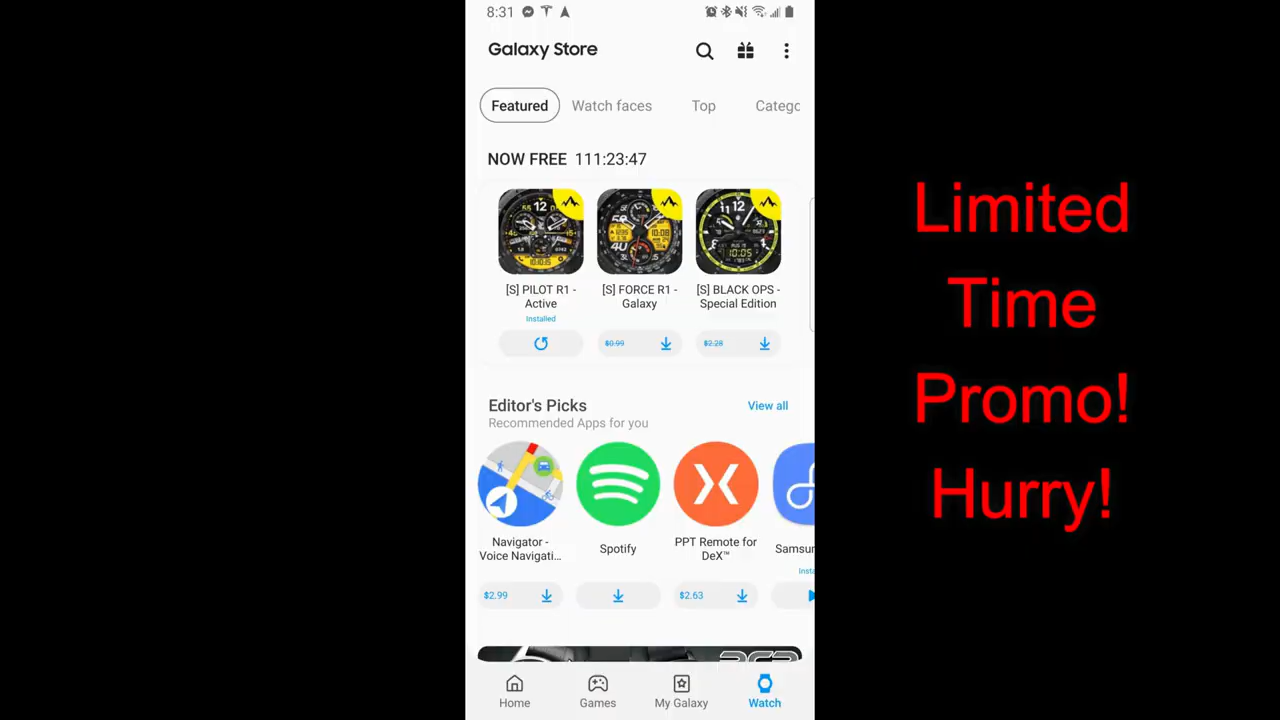 8:31
Galaxy Store
Featured Watch faces Top Catego
NOW FREE 111:23:47
[S] PILOT R1 -
Active
Installed
[S] FORCE R1 -
Galaxy
$0.99
[S] BLACK OPS -
Special Edition
$2.28
Editor's Picks
View all
Recommended Apps for you
Navigator -
Voice Navigati...
$2.99
Spotify
PPT Remote for
DeX™
$2.63
Samsu
Insta
Home Games My Galaxy Watch
Limited
Time
Promo!
Hurry!